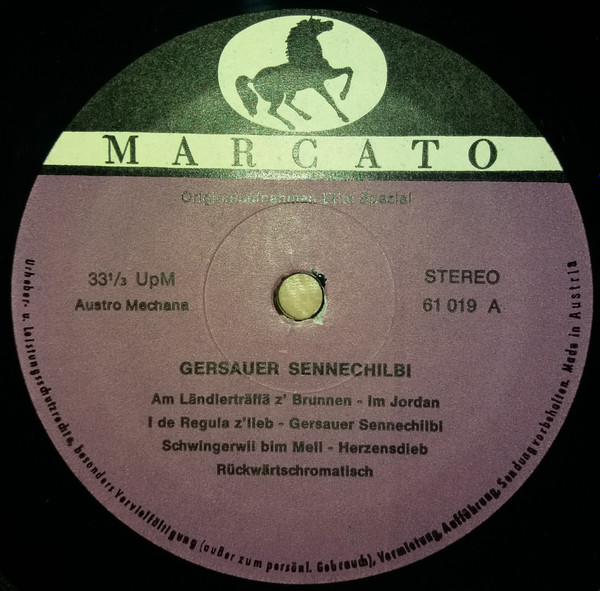 MARCATO
Originalaufnahmen Elite Spezial
33¹/₃ UpM
Austro Mechana
STEREO
61 019 A
GERSAUER SENNECHILBI
Am Ländlerträffä z' Brunnen - Im Jordan
I de Regula z'lieb - Gersauer Sennechilbi
Schwingerwii bim Meli - Herzensdieb
Rückwärtschromatisch
Urheber- u. Leistungsschutzrechte, besonders Vervielfältigung (außer zum persönl. Gebrauch), Vermietung, Aufführung, Sendung vorbehalten. Made in Austria